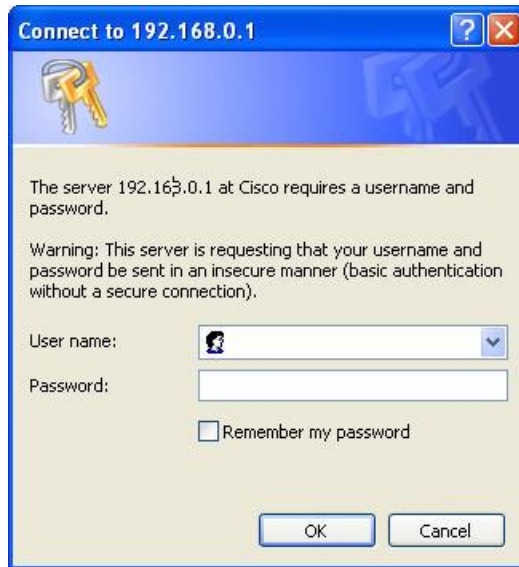 Connect to 192.168.0.1
The server 192.168.0.1 at Cisco requires a username and
password.
Warning: This server is requesting that your username and
password be sent in an insecure manner (basic authentication
without a secure connection).
User name:
Password:
Remember my password
OK Cancel